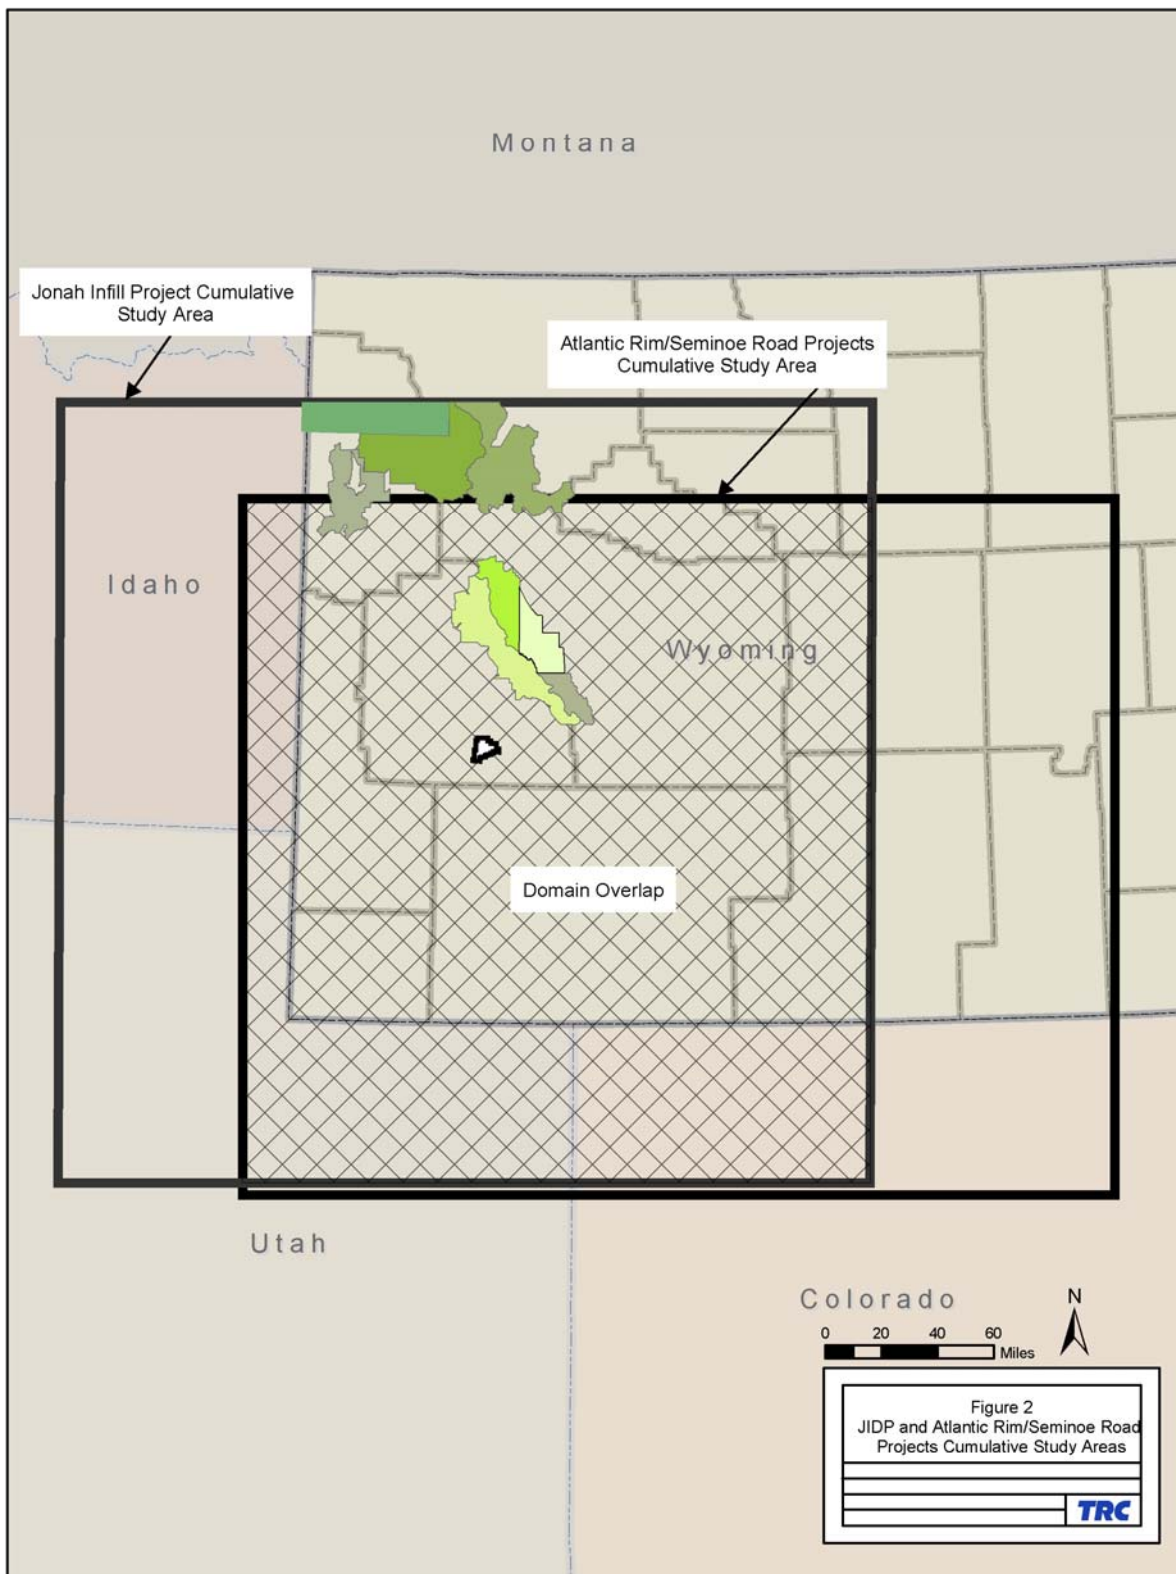 Montana
Jonah Infill Project Cumulative
Study Area
Atlantic Rim/Seminoe Road Projects
Cumulative Study Area
Idaho
Wyoming
Domain Overlap
Utah
Colorado
N
0 20 40 60
Miles
Figure 2
JIDP and Atlantic Rim/Seminoe Road
Projects Cumulative Study Areas
TRC